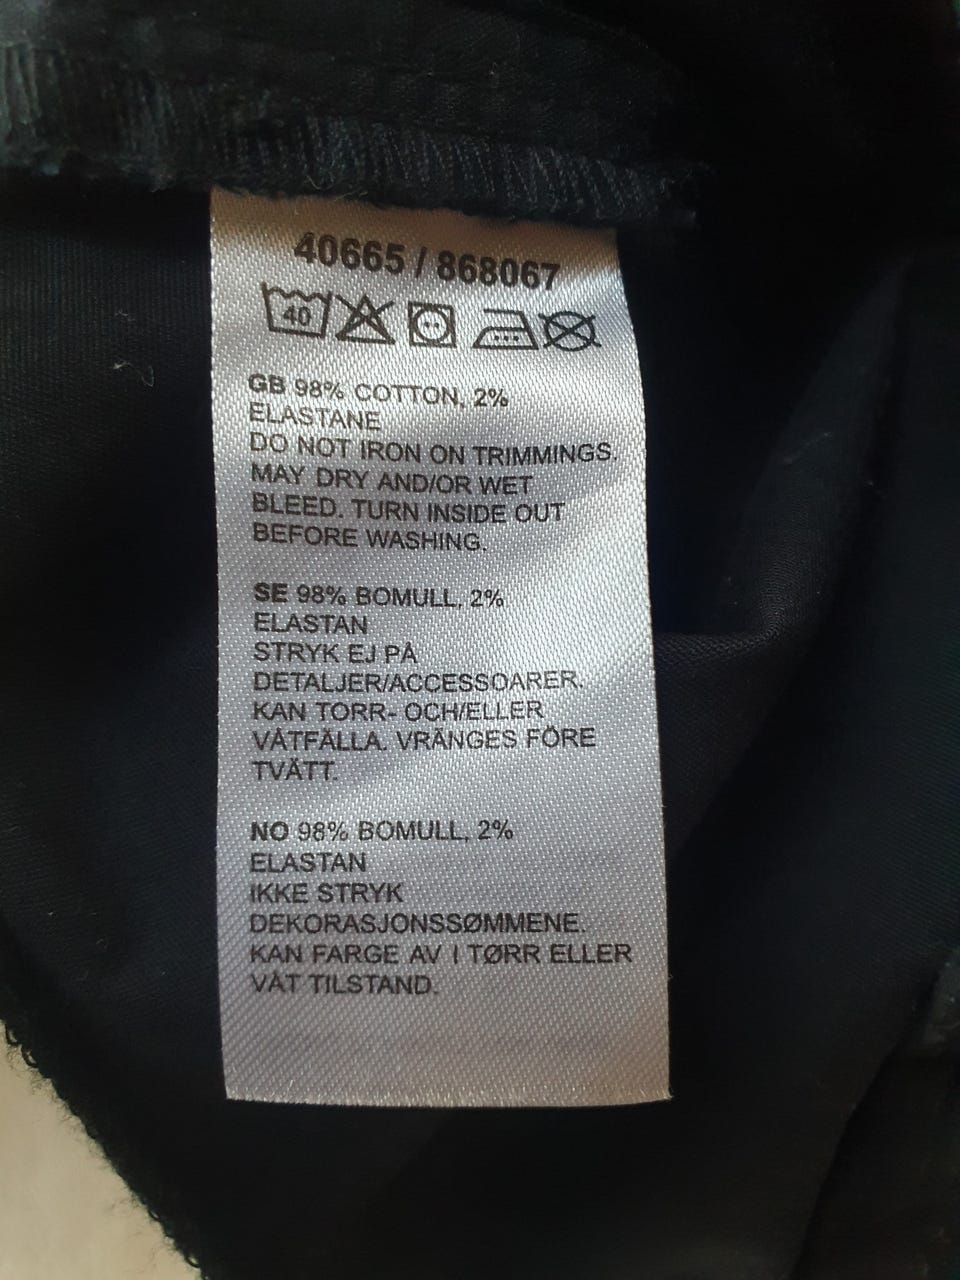 40665 / 868067
40
GB 98% COTTON, 2%
ELASTANE
DO NOT IRON ON TRIMMINGS.
MAY DRY AND/OR WET
BLEED. TURN INSIDE OUT
BEFORE WASHING.
SE 98% BOMULL, 2%
ELASTAN
STRYK EJ PÅ
DETALJER/ACCESSOARER.
KAN TORR- OCH/ELLER
VÅTFÄLLA. VRÄNGES FÖRE
TVÄTT.
NO 98% BOMULL, 2%
ELASTAN
IKKE STRYK
DEKORASJONSSØMMENE.
KAN FARGE AV I TØRR ELLER
VÅT TILSTAND.